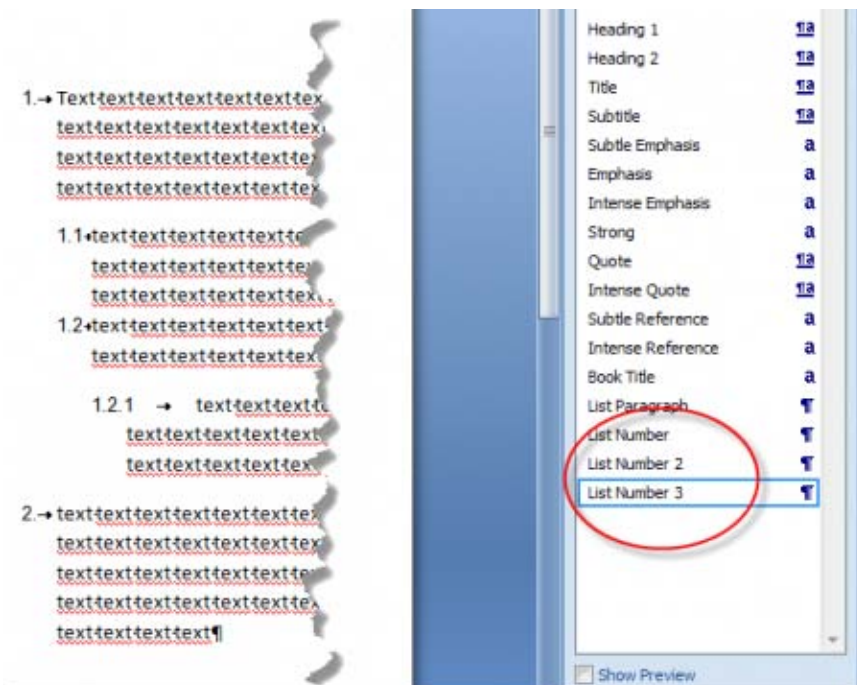 1.→ Text text text text text text tex
text text text text text text tex
text text text text text text tex
text text text text text text tex
1.1 text text text text text te
text text text text text tex
text text text text text tex
1.2 text text text text text text
text text text text text tex
1.2.1 → text text text t
text text text text text
text text text text tex
2.→ text text text text text text tex
text text text text text text tex
text text text text text text te
text text text text text text tex
text text text text¶
Heading 1
Heading 2
Title
Subtitle
Subtle Emphasis
Emphasis
Intense Emphasis
Strong
Quote
Intense Quote
Subtle Reference
Intense Reference
Book Title
List Paragraph
List Number
List Number 2
List Number 3
Show Preview